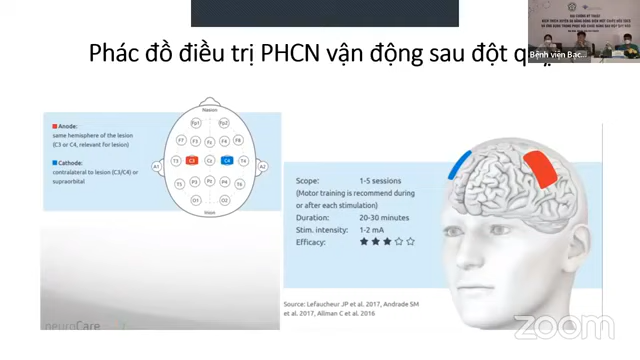 Phác đồ điều trị PHCN vận động sau đột
Bệnh viện Bạc...
Anode:
same hemisphere of the lesion
(C3 or C4, relevant for lesion)
Cathode:
contralateral to lesion (C3/C4) or
supraorbital
Nasion
Fp1 Fp2
F7 F3 Fz F4 F8
A1 T3 C3 Cz C4 T4 A2
T5 P3 Pz P4 T6
O1 O2
Inion
Scope: 1-5 sessions
(Motor training is recommend during
or after each stimulation)
Duration: 20-30 minutes
Stim. intensity: 1-2 mA
Efficacy:
Source: Lefaucheur JP et al. 2017, Andrade SM
et al. 2017, Allman C et al. 2016
neuroCare
zoom